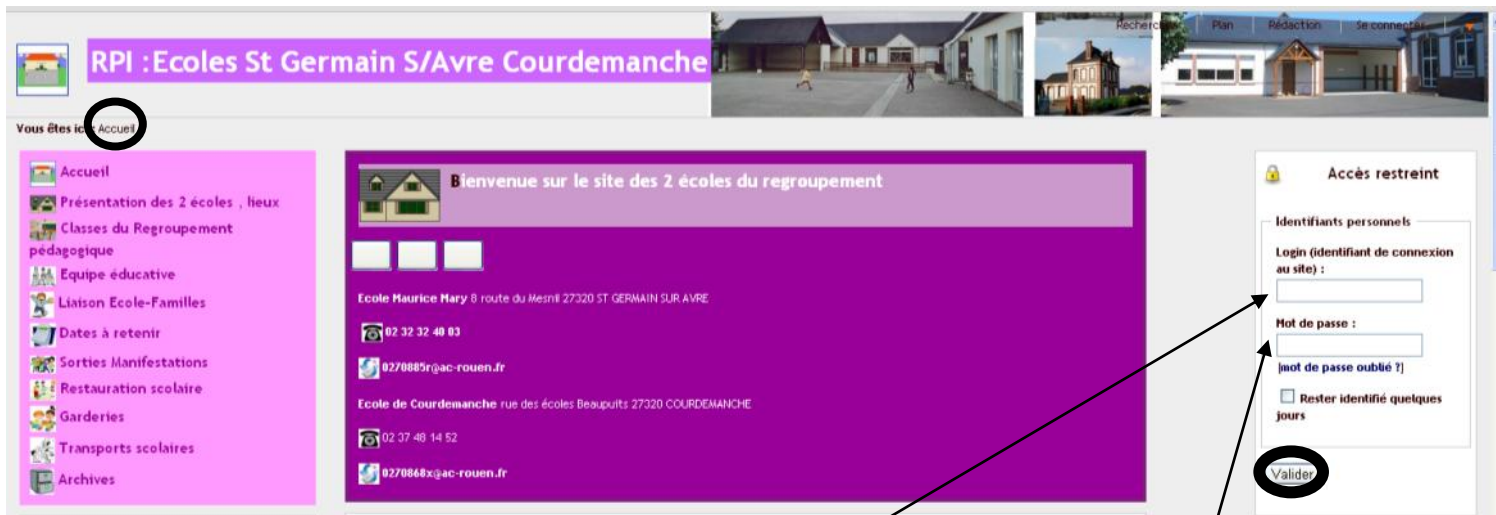 Rechercher | Plan | Rédaction | Se connecter
RPI :Ecoles St Germain S/Avre Courdemanche
Vous êtes ici : Accueil
Accueil
Présentation des 2 écoles , lieux
Classes du Regroupement
pédagogique
Equipe éducative
Liaison Ecole-Familles
Dates à retenir
Sorties Manifestations
Restauration scolaire
Garderies
Transports scolaires
Archives
Bienvenue sur le site des 2 écoles du regroupement
Ecole Maurice Mary 8 route du Mesnil 27320 ST GERMAIN SUR AVRE
02 32 32 40 03
0270885r@ac-rouen.fr
Ecole de Courdemanche rue des écoles Beaupuits 27320 COURDEMANCHE
02 37 48 14 52
0270868x@ac-rouen.fr
Accès restreint
Identifiants personnels
Login (identifiant de connexion
au site) :
Mot de passe :
[mot de passe oublié ?]
Rester identifié quelques
jours
Valider